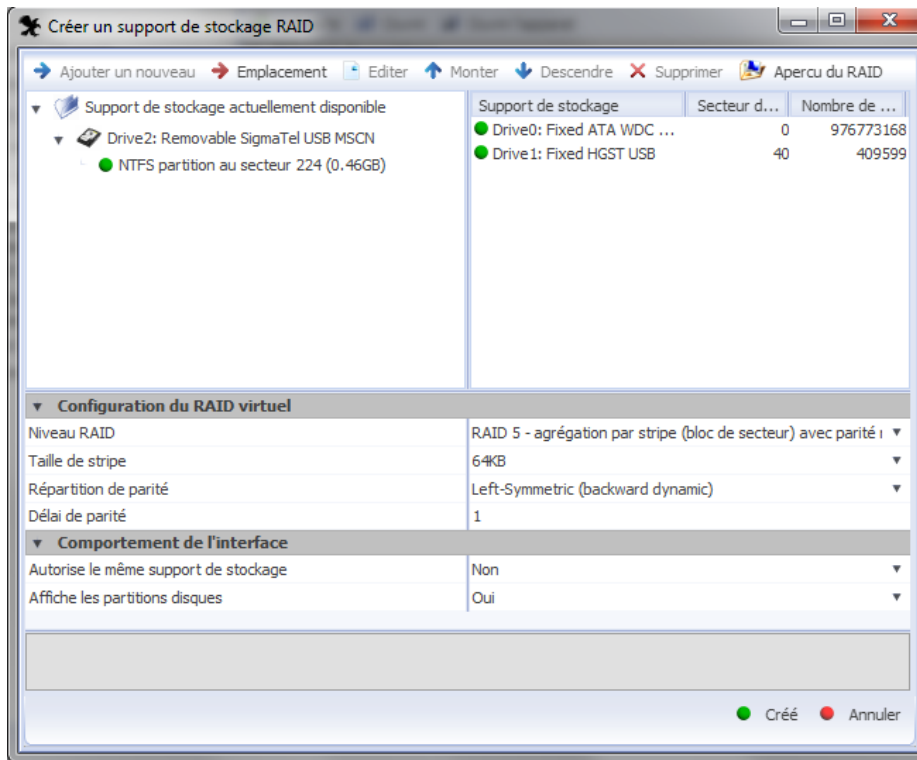 Créer un support de stockage RAID
Ajouter un nouveau Emplacement Editer Monter Descendre Supprimer Apercu du RAID
Support de stockage actuellement disponible
Drive2: Removable SigmaTel USB MSCN
NTFS partition au secteur 224 (0.46GB)
Support de stockage Secteur d... Nombre de ...
Drive0: Fixed ATA WDC ... 0 976773168
Drive1: Fixed HGST USB 40 409599
Configuration du RAID virtuel
Niveau RAID RAID 5 - agrégation par stripe (bloc de secteur) avec parité
Taille de stripe 64KB
Répartition de parité Left-Symmetric (backward dynamic)
Délai de parité 1
Comportement de l'interface
Autorise le même support de stockage Non
Affiche les partitions disques Oui
Créé Annuler